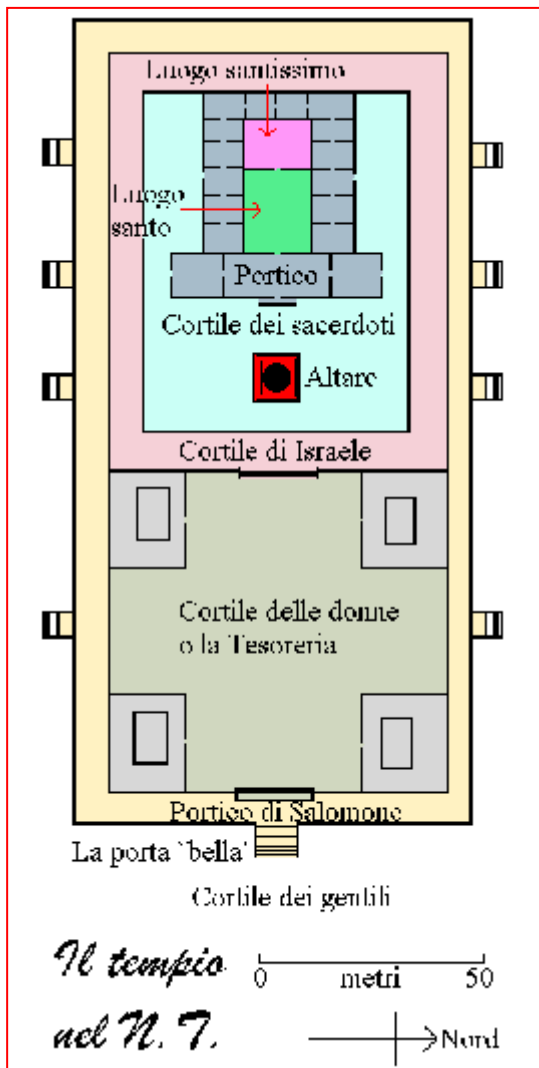 Luogo santissimo
Luogo
santo
Portico
Cortile dei sacerdoti
Altare
Cortile di Israele
Cortile delle donne
o la Tesoreria
Portico di Salomone
La porta `bella'
Cortile dei gentili
Il tempio
0 metri 50
nel N. T.
Nord